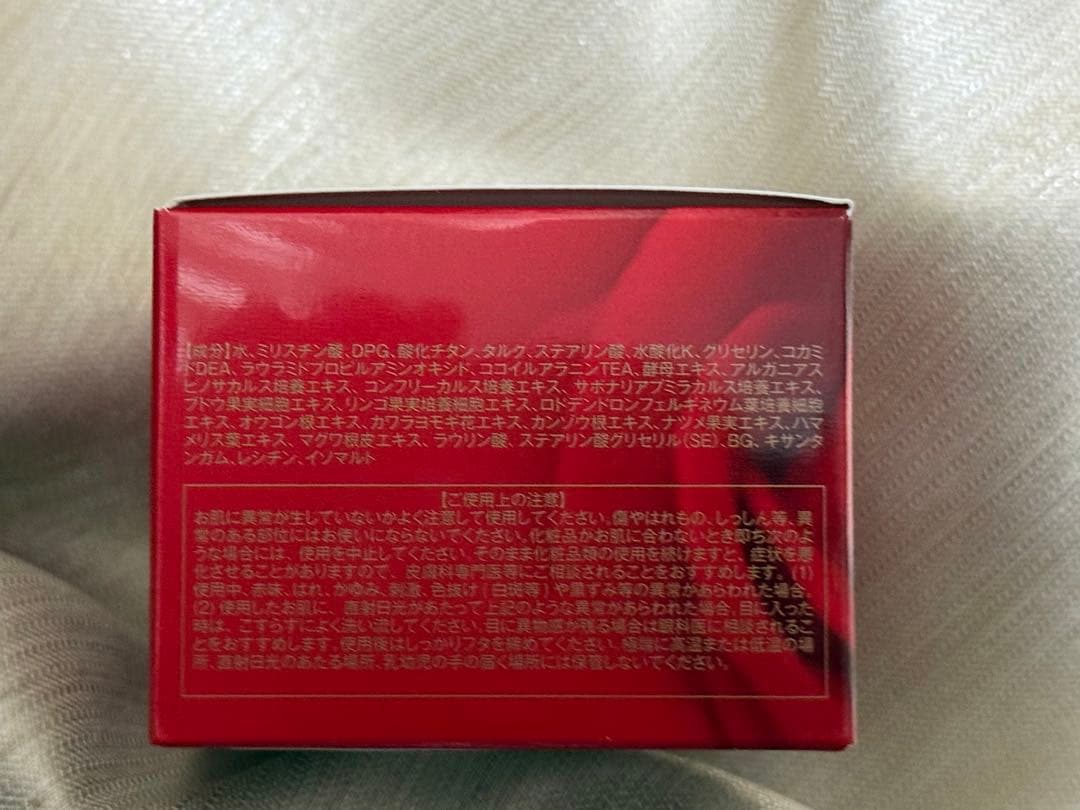 【成分】水、ミリスチン酸、DPG、酸化チタン、タルク、ステアリン酸、水酸化K、グリセリン、コカミ
ドDEA、ラウラミドプロピルアミンオキシド、ココイルアラニンTEA、酵母エキス、アルガニアス
ピノサカルス培養エキス、コンフリーカルス培養エキス、サポナリアプミラカルス培養エキス、
ブドウ果実細胞エキス、リンゴ果実培養細胞エキス、ロドデンドロンフェルギネウム葉培養細胞
エキス、オウゴン根エキス、カワラヨモギ花エキス、カンゾウ根エキス、ナツメ果実エキス、ハマ
メリス葉エキス、マグワ根皮エキス、ラウリン酸、ステアリン酸グリセリル(SE)、BG、キサンタ
ンガム、レシチン、イソマルト
【ご使用上の注意】
お肌に異常が生じていないかよく注意して使用してください。傷やはれもの、しっしん等、異
常のある部位にはお使いにならないでください。化粧品がお肌に合わないとき即ち次のよ
うな場合には、使用を中止してください。そのまま化粧品類の使用を続けますと、症状を悪
化させることがありますので、皮膚科専門医等にご相談されることをおすすめします。(1)
使用中、赤味、はれ、かゆみ、刺激、色抜け(白斑等)や黒ずみ等の異常があらわれた場合。
(2)使用したお肌に、直射日光があたって上記のような異常があらわれた場合。目に入った
時は、こすらずによく洗い流してください。目に異物感が残る場合は眼科医に相談されるこ
とをおすすめします。使用後はしっかりフタを締めてください。極端に高温または低温の場
所、直射日光のあたる場所、乳幼児の手の届く場所には保管しないでください。